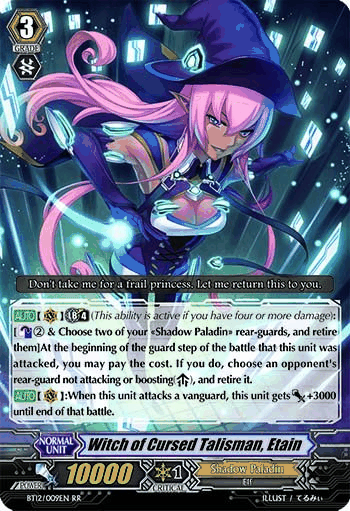 3
GRADE
Don't take me for a frail princess. Let me return this to you.
AUTO [ ] LB4 (This ability is active if you have four or more damage):
[ ② & Choose two of your «Shadow Paladin» rear-guards, and retire
them]At the beginning of the guard step of the battle that this unit was
attacked, you may pay the cost. If you do, choose an opponent's
rear-guard not attacking or boosting( ), and retire it.
AUTO [ ]:When this unit attacks a vanguard, this unit gets +3000
until end of that battle.
NORMAL
UNIT
Witch of Cursed Talisman, Etain
POWER
10000
1
CRITICAL
Shadow Paladin
Elf
BT12/009EN RR
ILLUST / てるみぃ